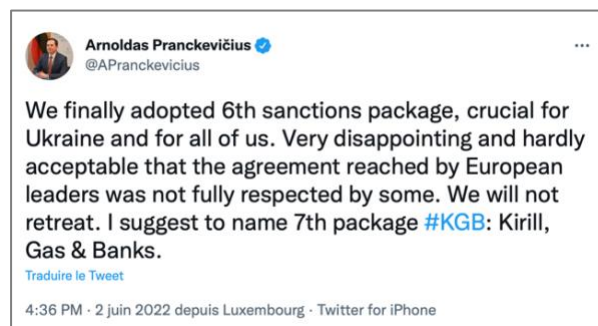 Arnoldas Pranckevičius
@APranckevicius
We finally adopted 6th sanctions package, crucial for
Ukraine and for all of us. Very disappointing and hardly
acceptable that the agreement reached by European
leaders was not fully respected by some. We will not
retreat. I suggest to name 7th package #KGB: Kirill,
Gas & Banks.
Traduire le Tweet
4:36 PM · 2 juin 2022 depuis Luxembourg · Twitter for iPhone